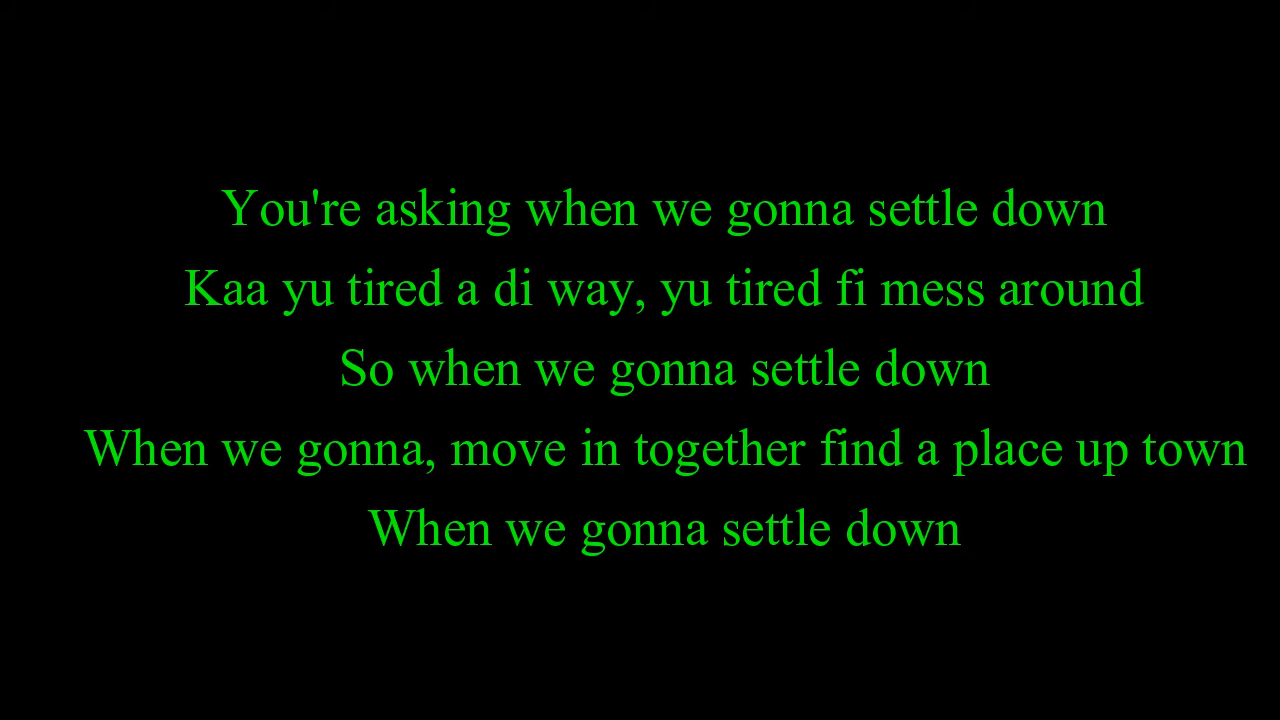 You're asking when we gonna settle down
Kaa yu tired a di way, yu tired fi mess around
So when we gonna settle down
When we gonna, move in together find a place up town
When we gonna settle down